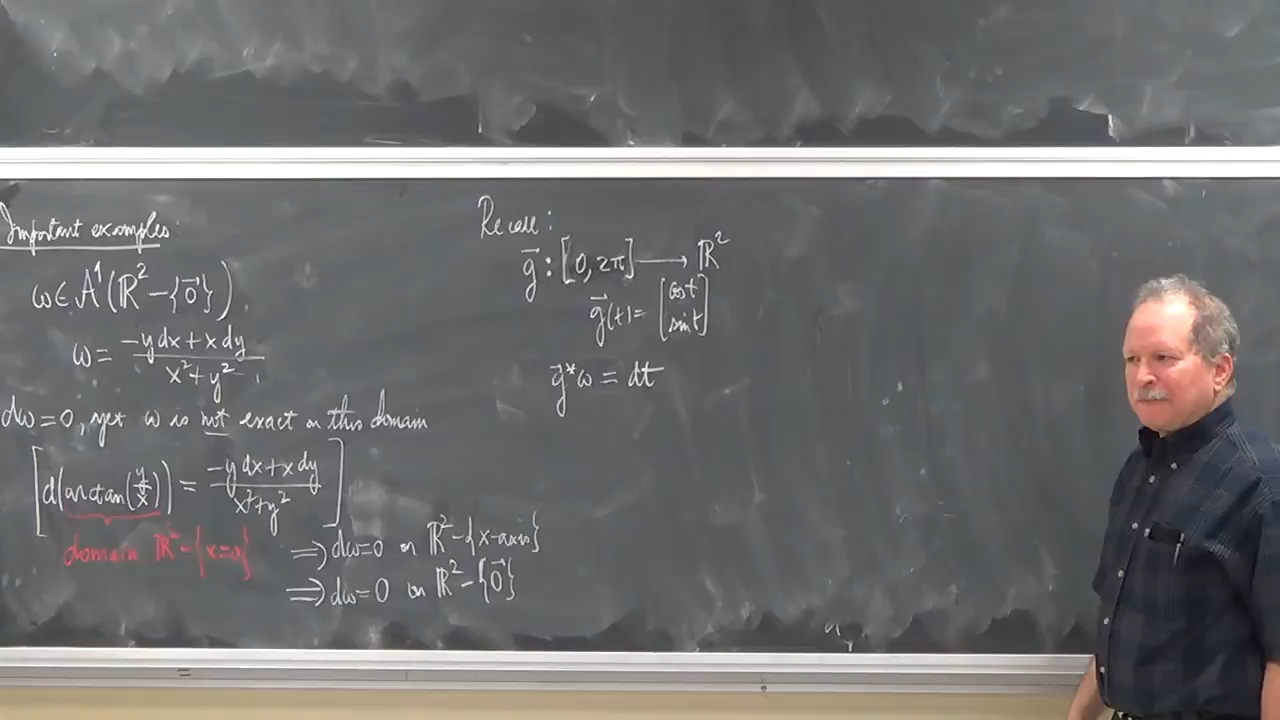 Important examples:
ω ∈ A¹(ℝ² − {0⃗}).
ω = (−y dx + x dy) / (x² + y²)
dω = 0, yet ω is not exact on this domain
[d(arctan(y/x)) = (−y dx + x dy) / (x² + y²)]
domain ℝ² − {x=0}
⟹ dω = 0 on ℝ² − {x-axis}
⟹ dω = 0 on ℝ² − {0⃗}
Recall:
g⃗ : [0, 2π] ⟶ ℝ²
g⃗(t) = [cos t
sin t]
g⃗*ω = dt